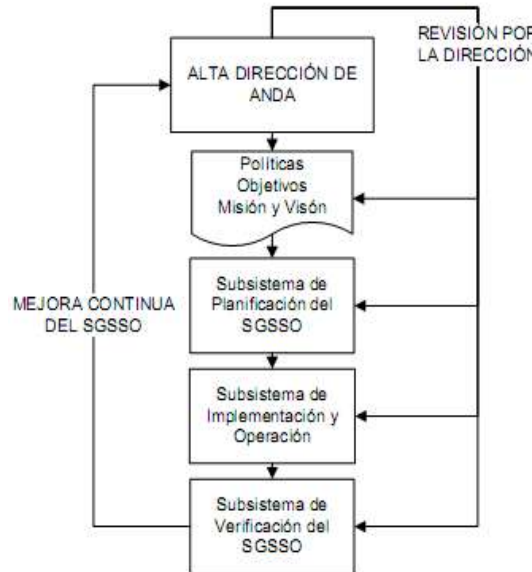 REVISIÓN POR
LA DIRECCIÓN
ALTA DIRECCIÓN DE
ANDA
Políticas
Objetivos
Misión y Visón
Subsistema de
Planificación del
SGSSO
MEJORA CONTINUA
DEL SGSSO
Subsistema de
Implementación y
Operación
Subsistema de
Verificación del
SGSSO